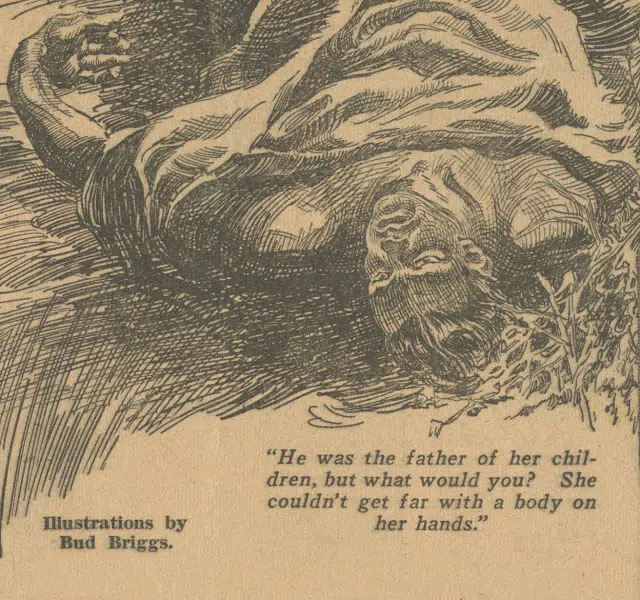 "He was the father of her chil-
dren, but what would you? She
couldn't get far with a body on
her hands."
Illustrations by
Bud Briggs.